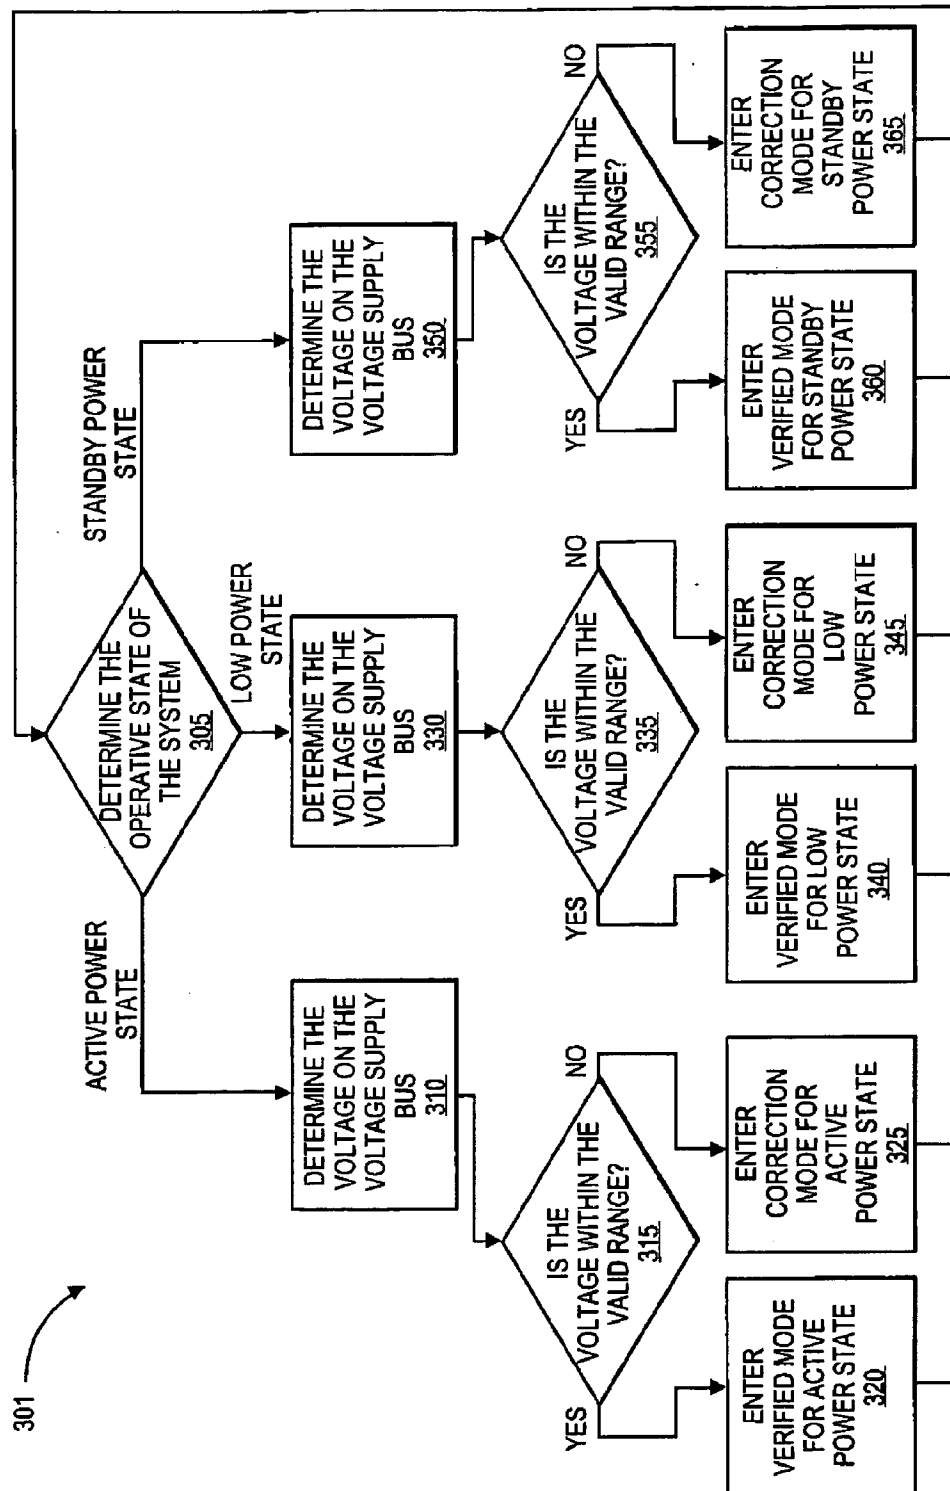 301
DETERMINE THE
OPERATIVE STATE OF
THE SYSTEM
305
ACTIVE POWER
STATE
LOW POWER
STATE
STANDBY POWER
STATE
DETERMINE THE
VOLTAGE ON THE
VOLTAGE SUPPLY
BUS
310
DETERMINE THE
VOLTAGE ON THE
VOLTAGE SUPPLY
BUS
330
DETERMINE THE
VOLTAGE ON THE
VOLTAGE SUPPLY
BUS
350
YES
IS THE
VOLTAGE WITHIN THE
VALID RANGE?
315
NO
YES
IS THE
VOLTAGE WITHIN THE
VALID RANGE?
335
NO
YES
IS THE
VOLTAGE WITHIN THE
VALID RANGE?
355
NO
ENTER
VERIFIED MODE
FOR ACTIVE
POWER STATE
320
ENTER
CORRECTION
MODE FOR
ACTIVE
POWER STATE
325
ENTER
VERIFIED MODE
FOR LOW
POWER STATE
340
ENTER
CORRECTION
MODE FOR
LOW
POWER STATE
345
ENTER
VERIFIED MODE
FOR STANDBY
POWER STATE
360
ENTER
CORRECTION
MODE FOR
STANDBY
POWER STATE
365